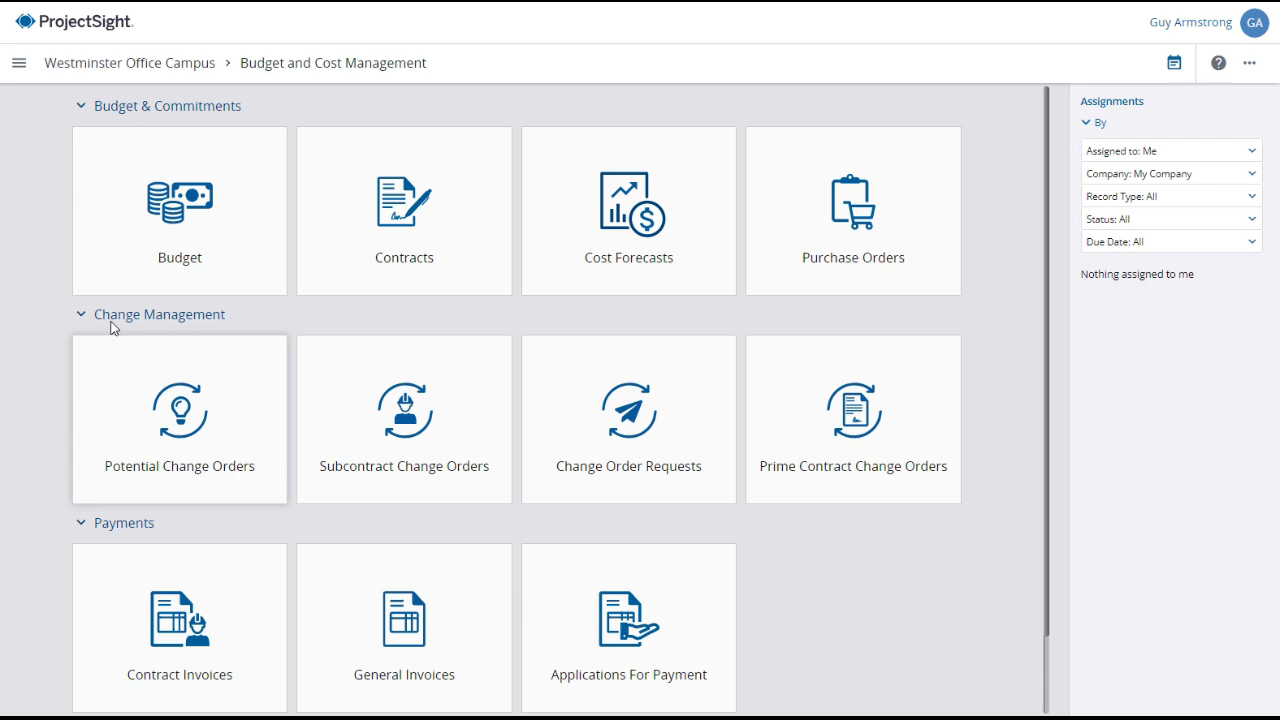 ProjectSight.
Guy Armstrong GA
Westminster Office Campus > Budget and Cost Management
Budget & Commitments
Budget
Contracts
Cost Forecasts
Purchase Orders
Change Management
Potential Change Orders
Subcontract Change Orders
Change Order Requests
Prime Contract Change Orders
Payments
Contract Invoices
General Invoices
Applications For Payment
Assignments
By
Assigned to: Me
Company: My Company
Record Type: All
Status: All
Due Date: All
Nothing assigned to me